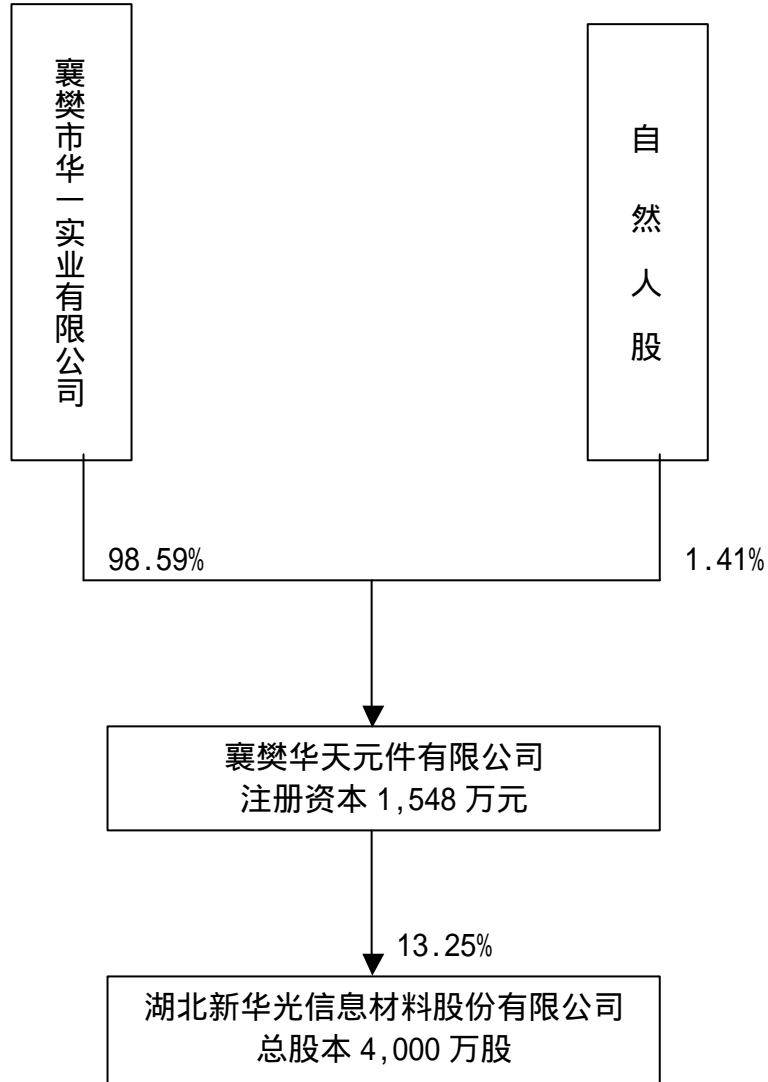 襄樊市华一实业有限公司
自然人股
98.59%
1.41%
襄樊华天元件有限公司
注册资本 1,548 万元
13.25%
湖北新华光信息材料股份有限公司
总股本 4,000 万股